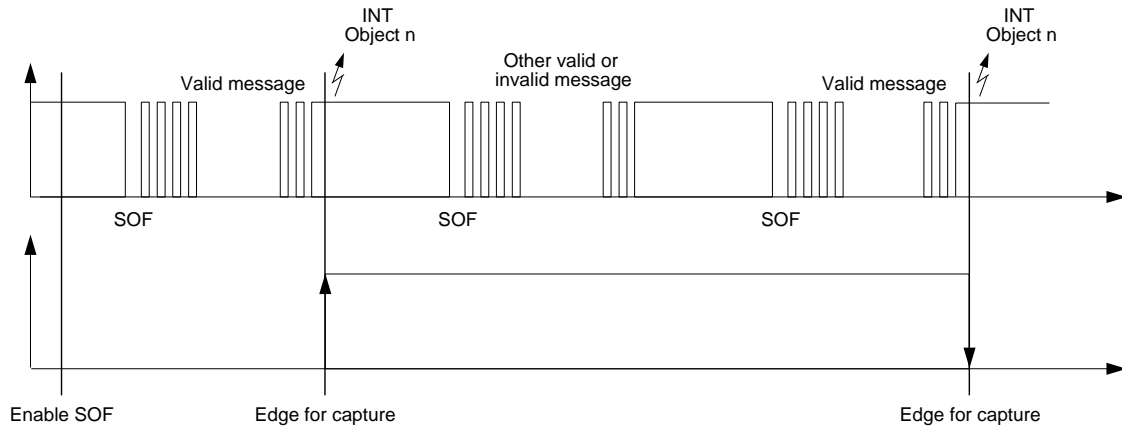 INT
Object n
INT
Object n
Valid message
Other valid or
invalid message
Valid message
SOF
SOF
SOF
Enable SOF
Edge for capture
Edge for capture